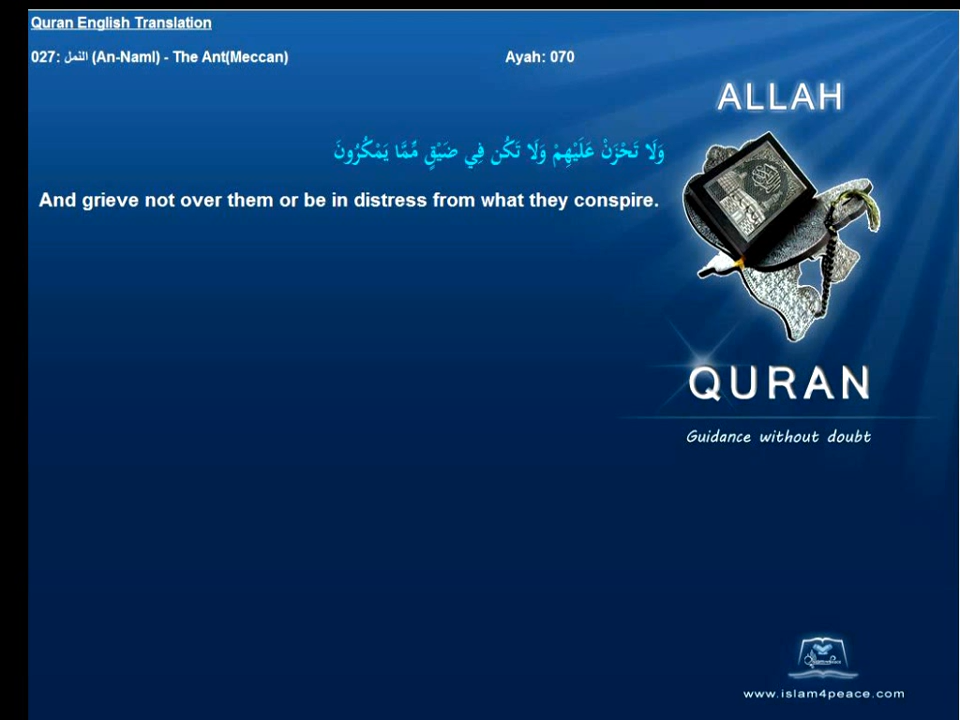 Quran English Translation
027: النمل (An-Naml) - The Ant(Meccan) Ayah: 070
ALLAH
وَلَا تَحْزَنْ عَلَيْهِمْ وَلَا تَكُن فِي ضَيْقٍ مِّمَّا يَمْكُرُونَ
And grieve not over them or be in distress from what they conspire.
QURAN
Guidance without doubt
www.islam4peace.com